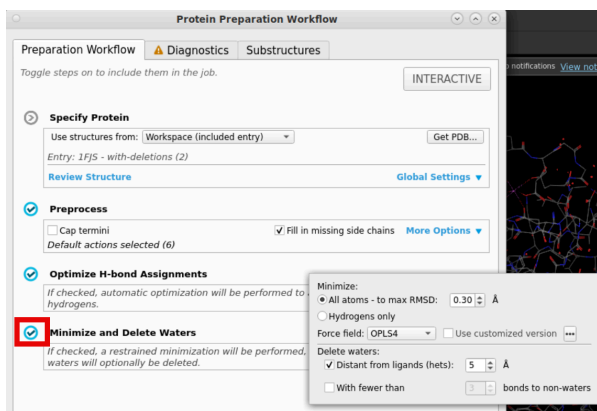 Protein Preparation Workflow
Preparation Workflow
Diagnostics
Substructures
notifications View not
Toggle steps on to include them in the job.
INTERACTIVE
Specify Protein
Use structures from: Workspace (included entry)
Get PDB...
Entry: 1FJS - with-deletions (2)
Review Structure
Global Settings
Preprocess
Cap termini
Fill in missing side chains
More Options
Default actions selected (6)
Optimize H-bond Assignments
If checked, automatic optimization will be performed to
hydrogens.
Minimize and Delete Waters
If checked, a restrained minimization will be performed,
waters will optionally be deleted.
Minimize:
All atoms - to max RMSD: 0.30 Å
Hydrogens only
Force field: OPLS4
Use customized version
Delete waters:
Distant from ligands (hets): 5 Å
With fewer than 3 bonds to non-waters